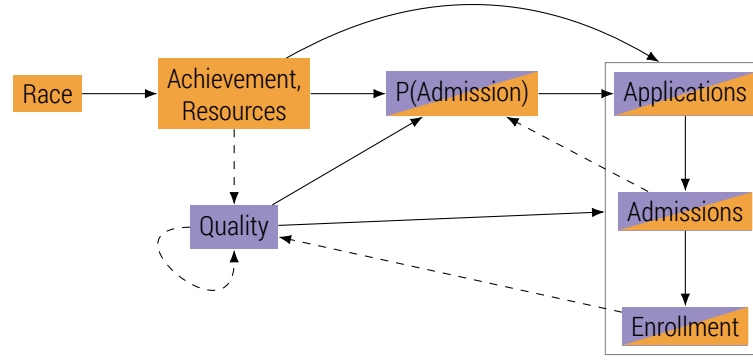 Race
Achievement,
Resources
P(Admission)
Applications
Quality
Admissions
Enrollment